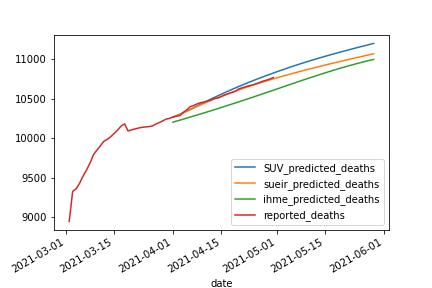 11000
10500
10000
9500
9000
SUV_predicted_deaths
sueir_predicted_deaths
ihme_predicted_deaths
reported_deaths
2021-03-01
2021-03-15
2021-04-01
2021-04-15
2021-05-01
2021-05-15
2021-06-01
date